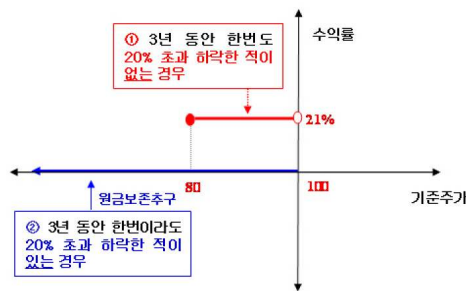 수익률
① 3년 동안 한번도
20% 초과 하락한 적이
없는 경우
21%
80
100
원금보존추구
기준주가
② 3년 동안 한번이라도
20% 초과 하락한 적이
있는 경우